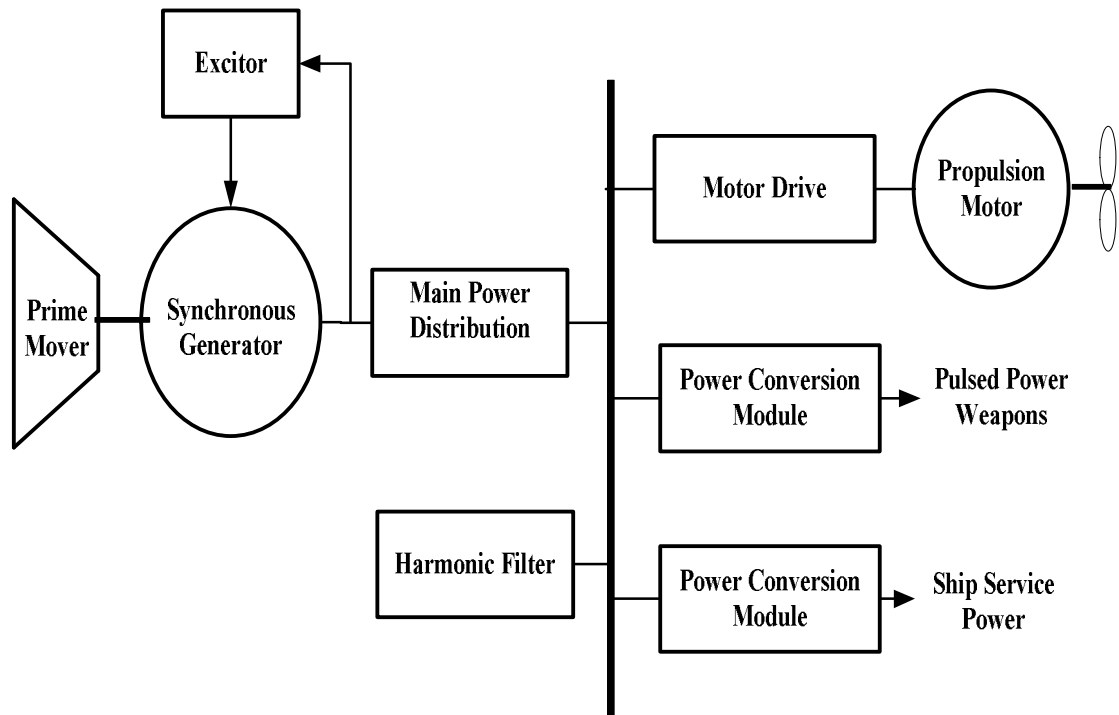 Excitor
Prime
Mover
Synchronous
Generator
Main Power
Distribution
Harmonic Filter
Motor Drive
Propulsion
Motor
Power Conversion
Module
Pulsed Power
Weapons
Power Conversion
Module
Ship Service
Power